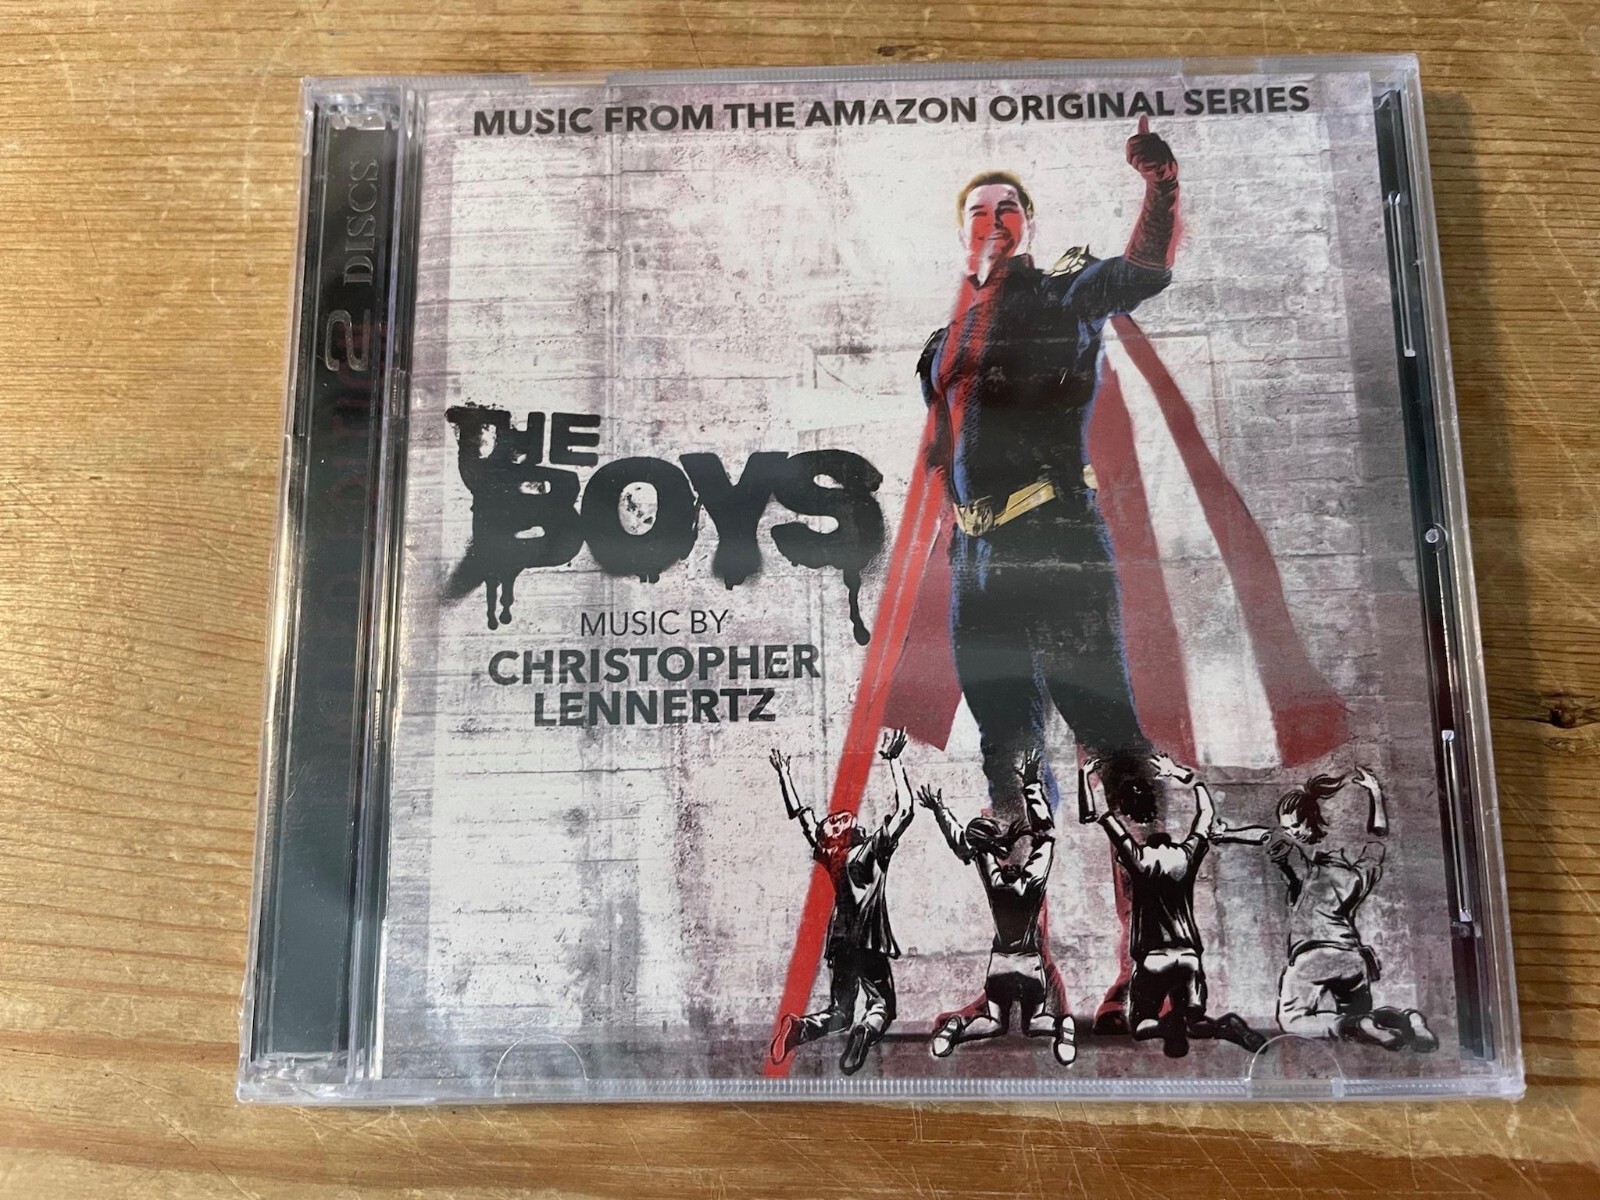 MUSIC FROM THE AMAZON ORIGINAL SERIES
THE
BOYS
MUSIC BY
CHRISTOPHER
LENNERTZ
2 DISCS